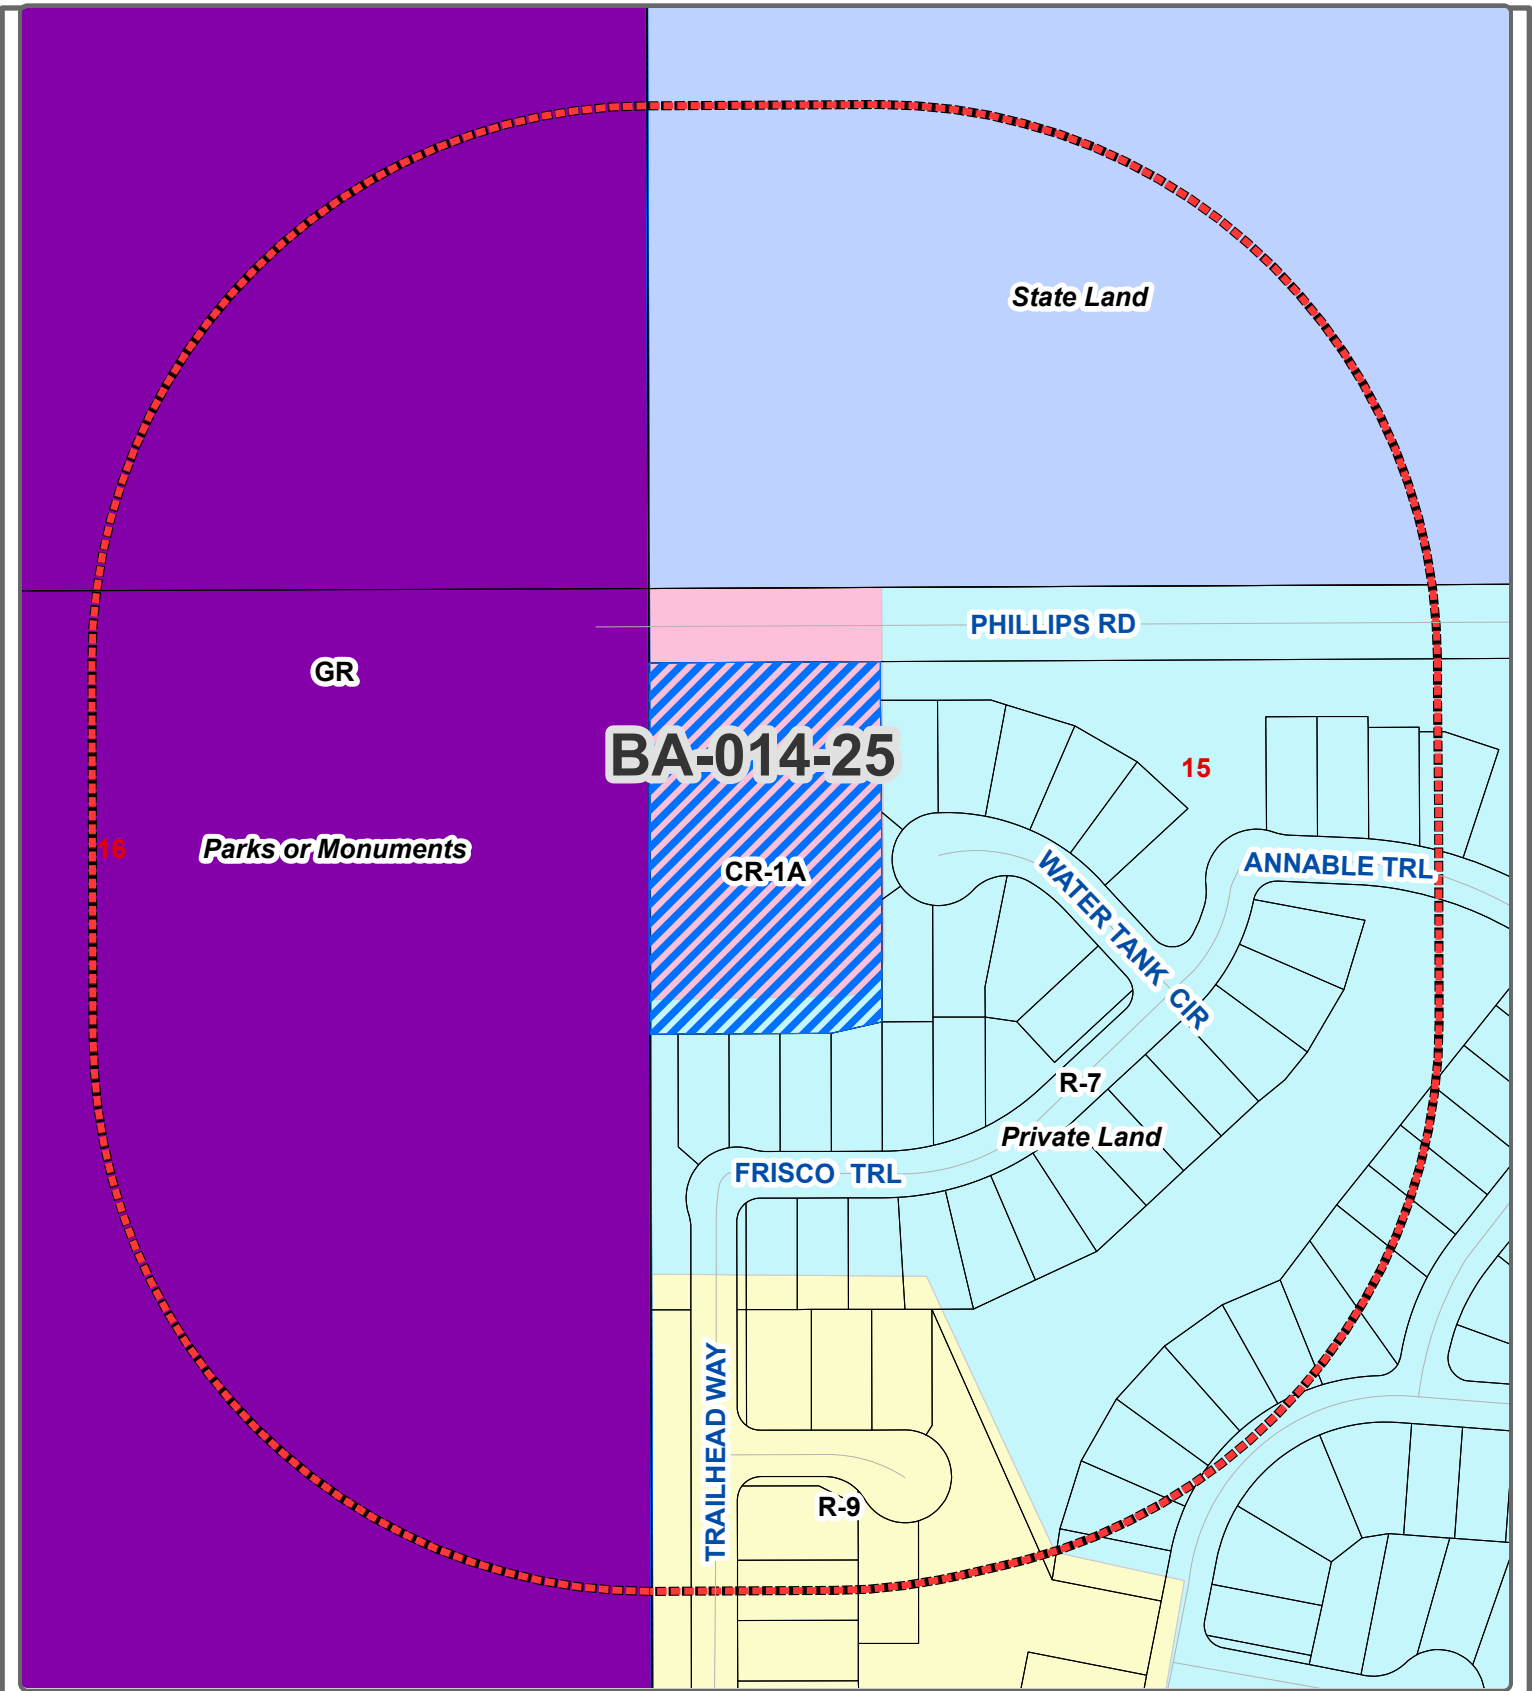 State Land
PHILLIPS RD
GR
BA-014-25
15
16
Parks or Monuments
CR-1A
WATER TANK CIR
ANNABLE TRL
R-7
Private Land
FRISCO TRL
TRAILHEAD WAY
R-9